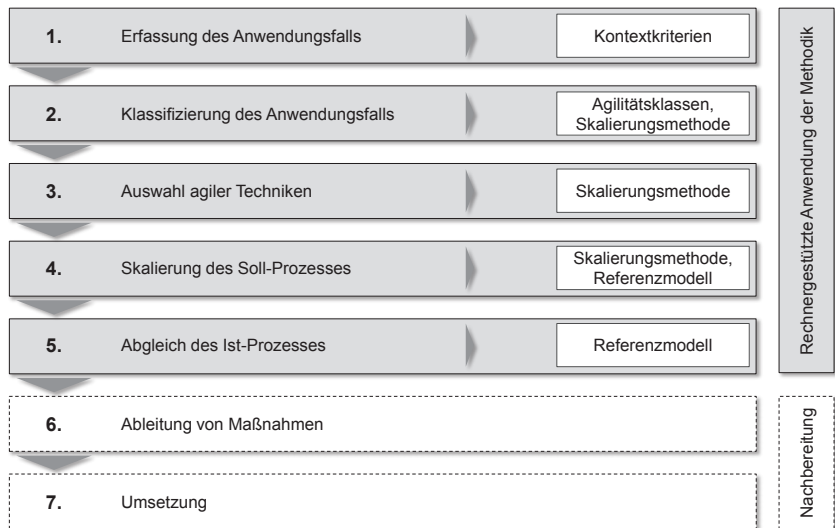 1. Erfassung des Anwendungsfalls Kontextkriterien
2. Klassifizierung des Anwendungsfalls Agilitätsklassen,
Skalierungsmethode
3. Auswahl agiler Techniken Skalierungsmethode
4. Skalierung des Soll-Prozesses Skalierungsmethode,
Referenzmodell
5. Abgleich des Ist-Prozesses Referenzmodell
6. Ableitung von Maßnahmen
7. Umsetzung
Rechnergestützte Anwendung der Methodik
Nachbereitung